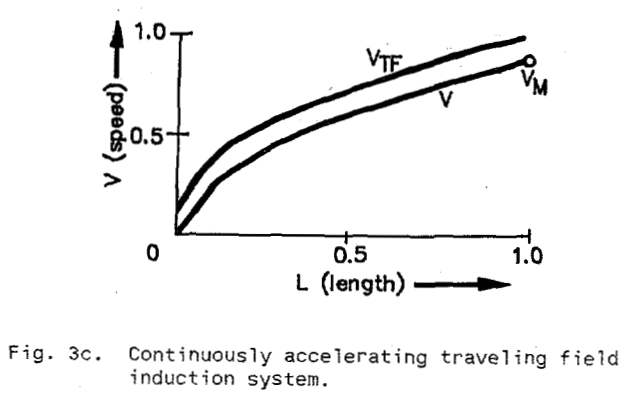 1.0
V_TF
V_M
V
V (speed)
0.5
0
0.5
1.0
L (length)
Fig. 3c. Continuously accelerating traveling field
induction system.